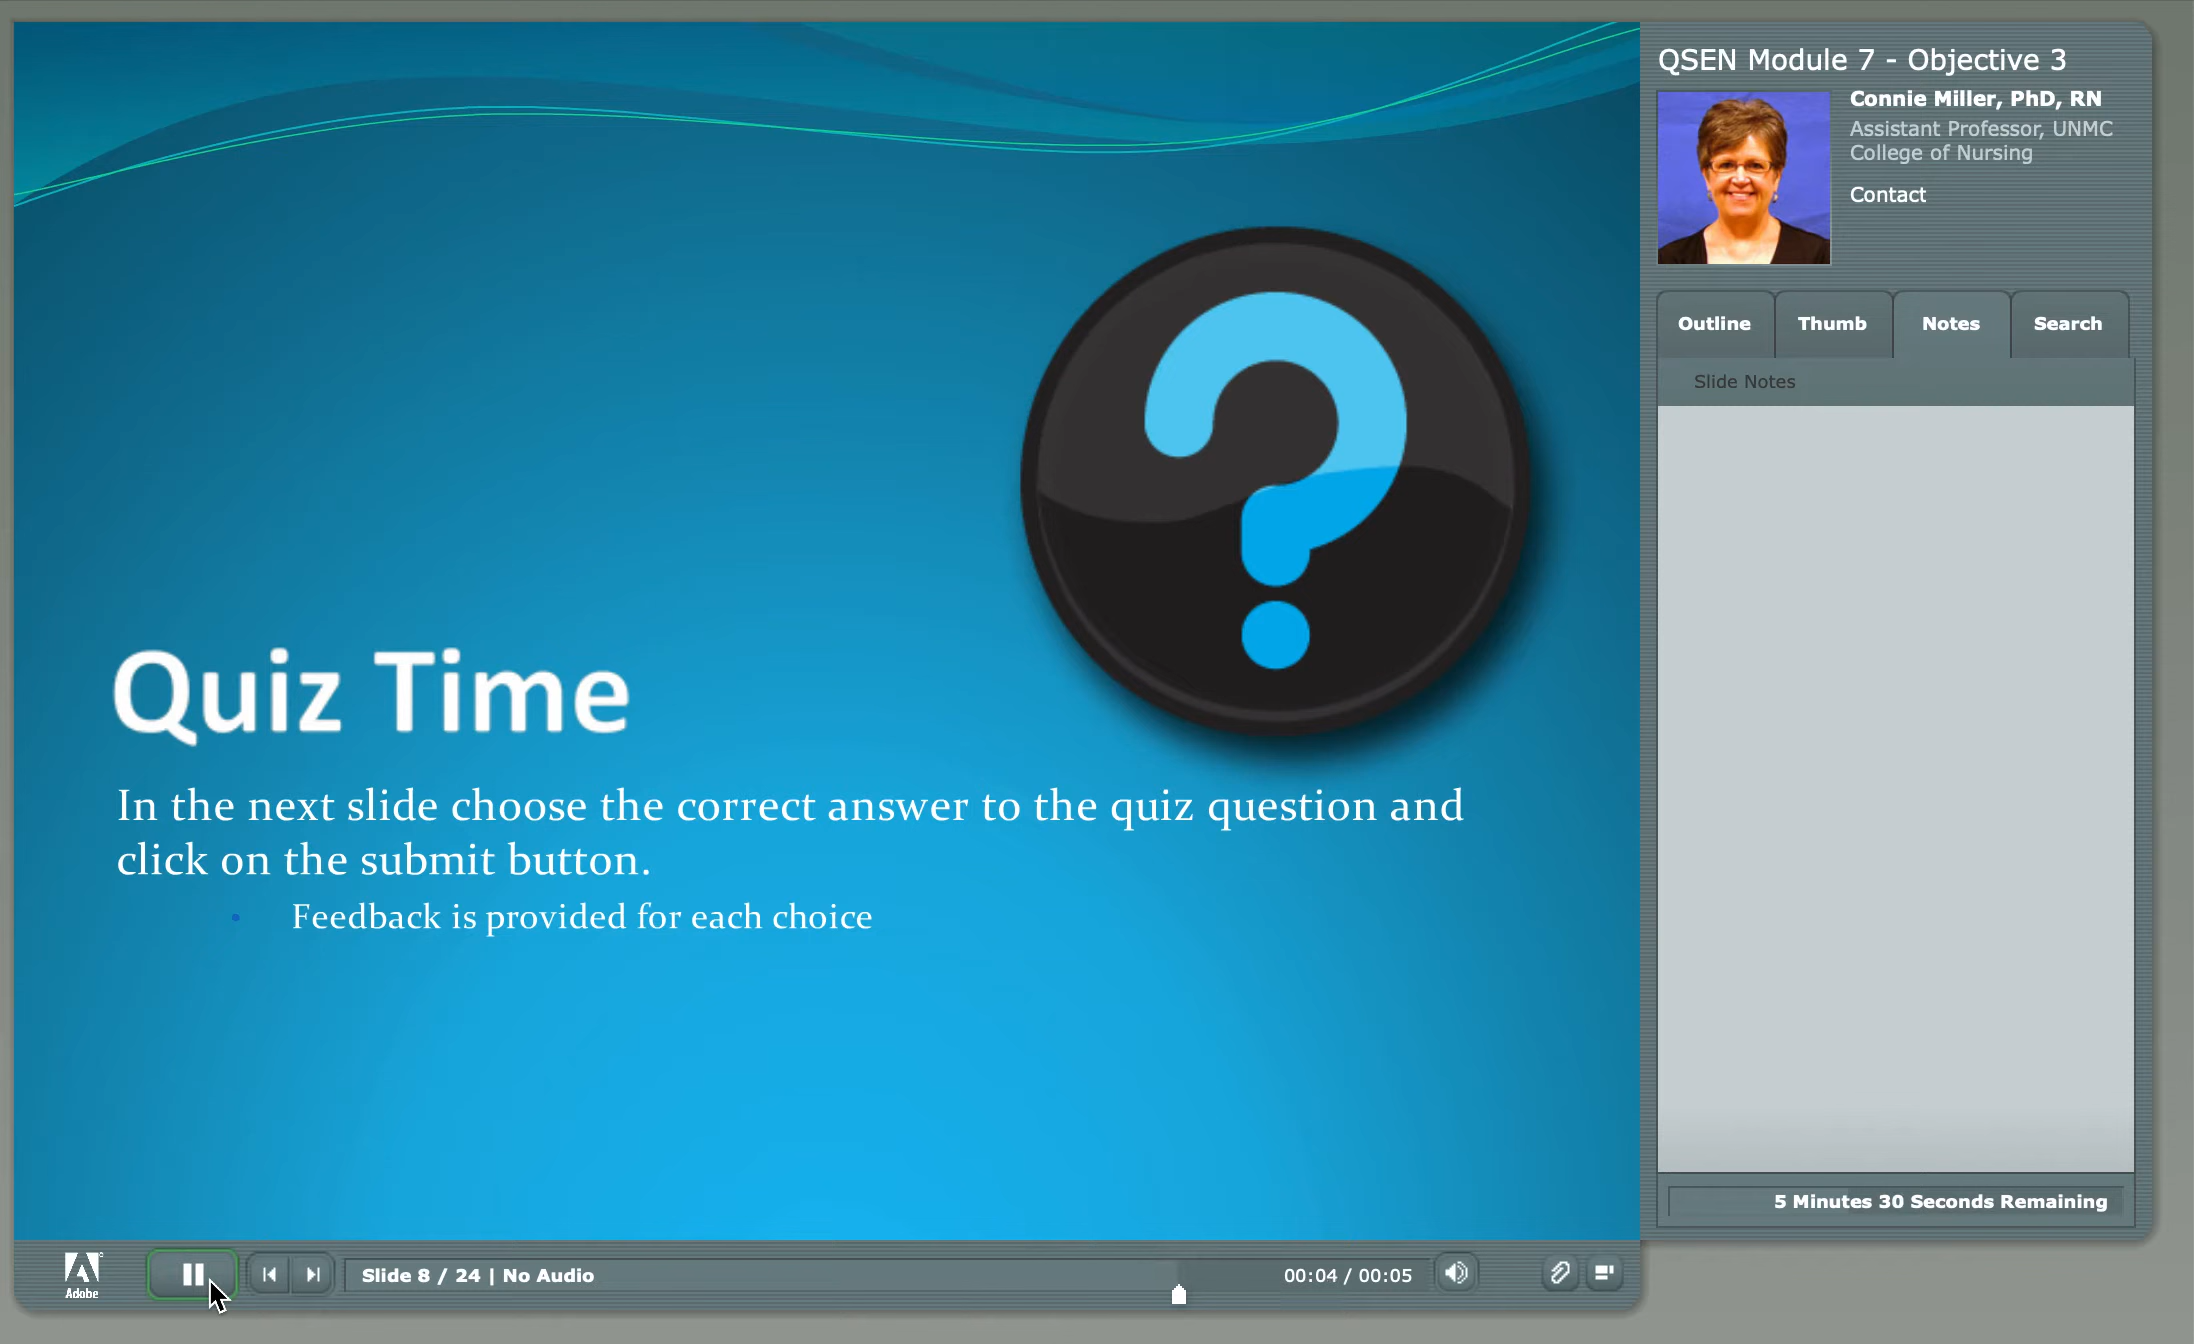 QSEN Module 7 - Objective 3
Connie Miller, PhD, RN
Assistant Professor, UNMC
College of Nursing
Contact
Outline
Thumb
Notes
Search
Slide Notes
Quiz Time
In the next slide choose the correct answer to the quiz question and
click on the submit button.
• Feedback is provided for each choice
5 Minutes 30 Seconds Remaining
Adobe
Slide 8 / 24 | No Audio
00:04 / 00:05